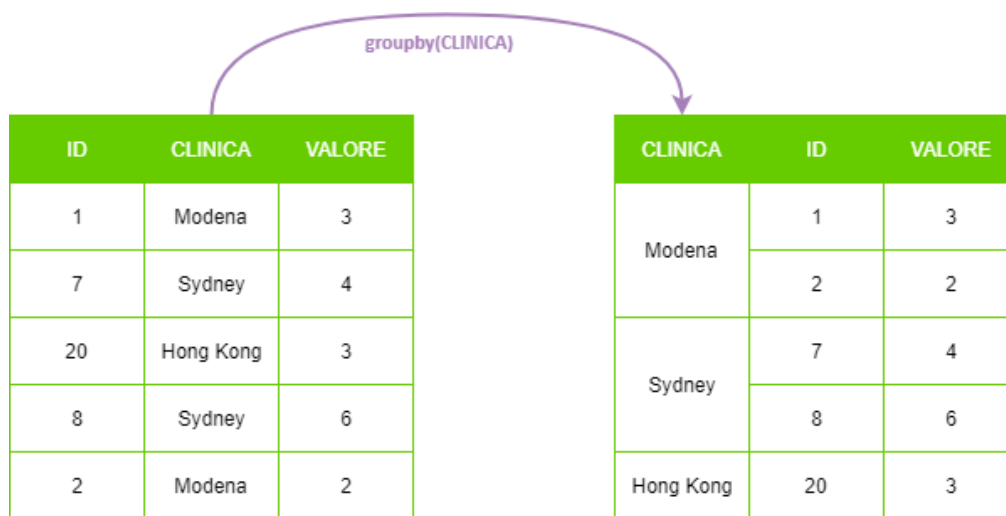 groupby(CLINICA)
ID CLINICA VALORE
1 Modena 3
7 Sydney 4
20 Hong Kong 3
8 Sydney 6
2 Modena 2
CLINICA ID VALORE
Modena 1 3
2 2
Sydney 7 4
8 6
Hong Kong 20 3